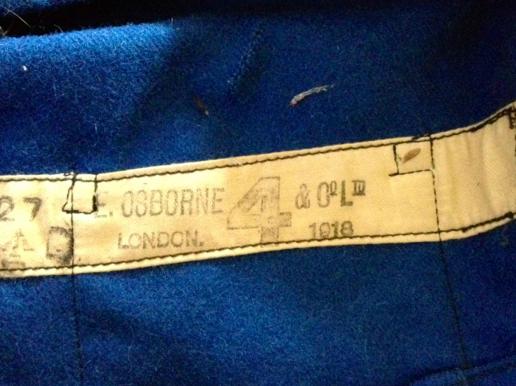 27
E. OSBORNE 4 & Cº Lᵀᴰ
LONDON. 1918